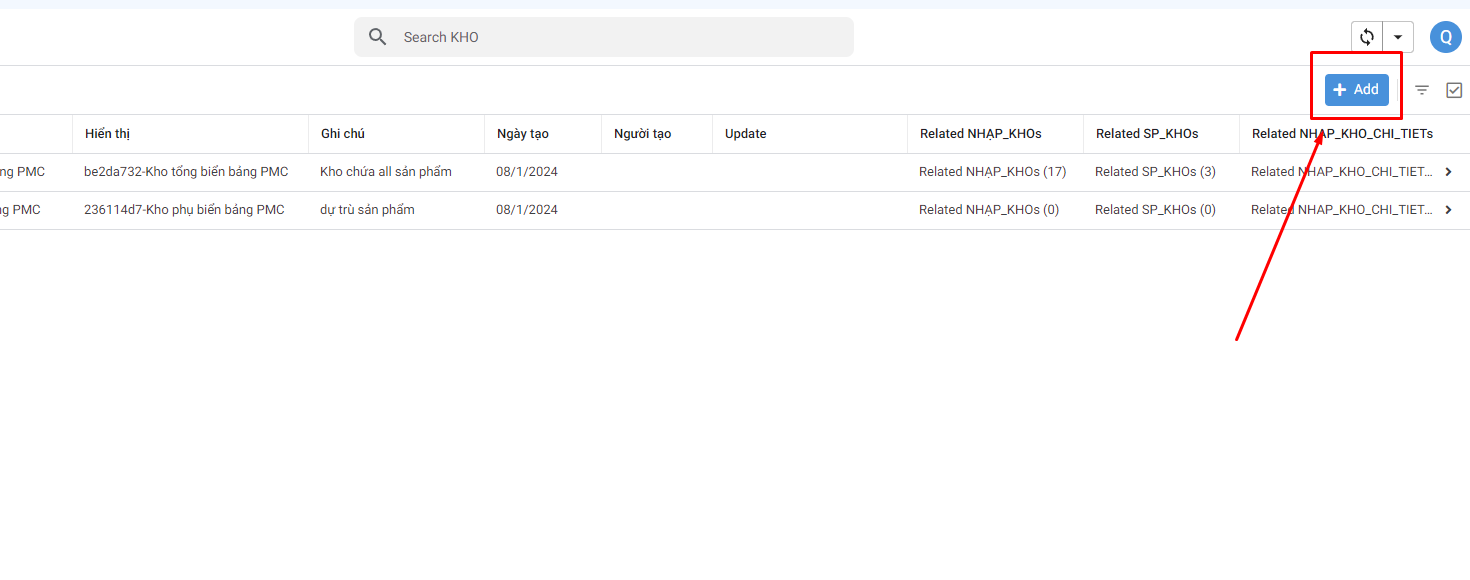 Search KHO
Q
Add
Hiển thị Ghi chú Ngày tạo Người tạo Update Related NHẬP_KHOs Related SP_KHOs Related NHẬP_KHO_CHI_TIETs
ng PMC be2da732-Kho tổng biển bảng PMC Kho chứa all sản phẩm 08/1/2024 Related NHẬP_KHOs (17) Related SP_KHOs (3) Related NHẬP_KHO_CHI_TIET...
ng PMC 236114d7-Kho phụ biển bảng PMC dự trù sản phẩm 08/1/2024 Related NHẬP_KHOs (0) Related SP_KHOs (0) Related NHẬP_KHO_CHI_TIET...